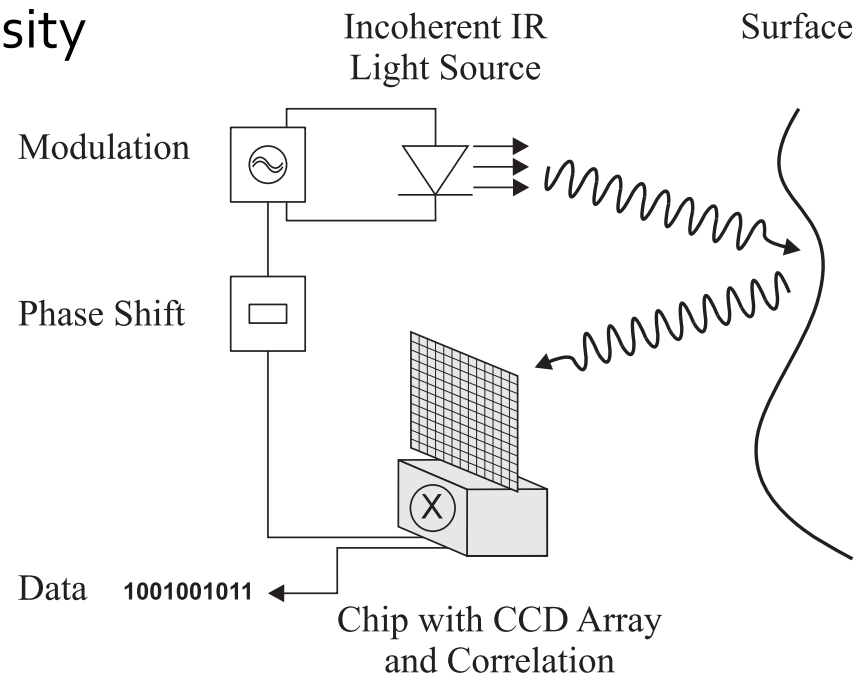 sity
Incoherent IR
Light Source
Surface
Modulation
Phase Shift
X
Data
1001001011
Chip with CCD Array
and Correlation